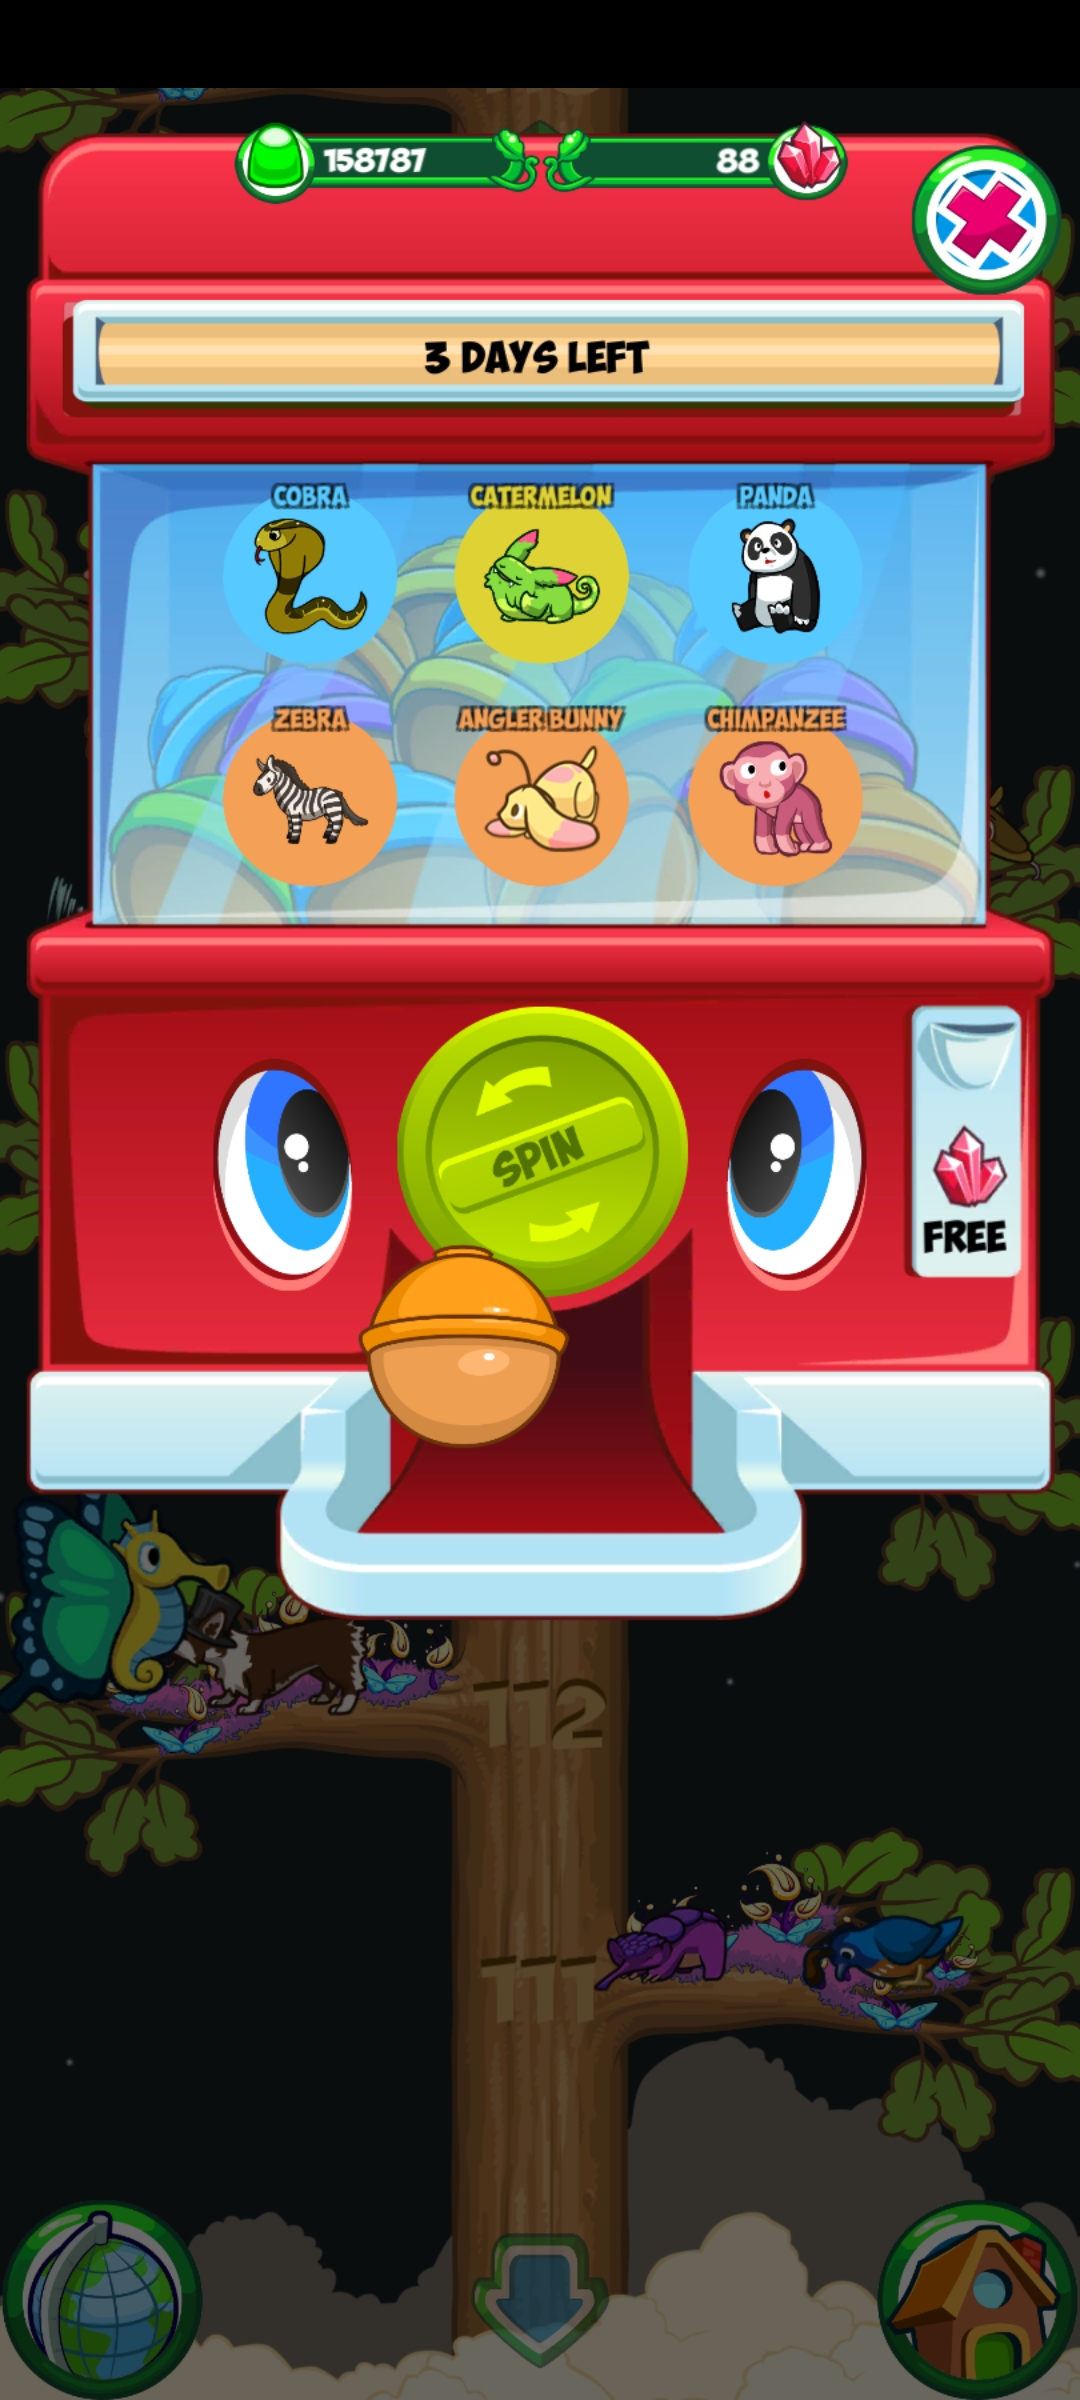 158787
88
3 DAYS LEFT
COBRA
CATERMELON
PANDA
ZEBRA
ANGLER BUNNY
CHIMPANZEE
SPIN
FREE
112
111